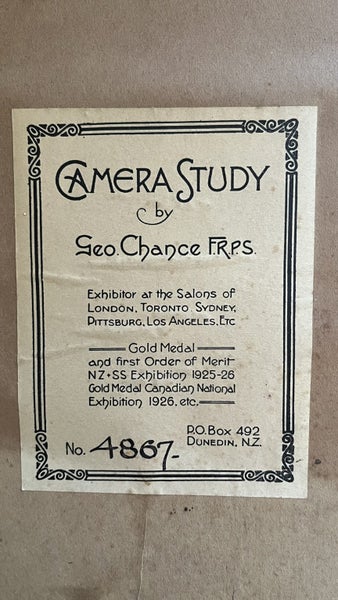 CAMERA STUDY
by
Geo. Chance F.R.P.S.
Exhibitor at the Salons of
LONDON, TORONTO SYDNEY,
PITTSBURG, LOS ANGELES, ETC
Gold Medal
and first Order of Merit
NZ+SS Exhibition 1925-26
Gold Medal Canadian National
Exhibition 1926, etc.
P.O. Box 492
DUNEDIN, N.Z.
No. 4867-